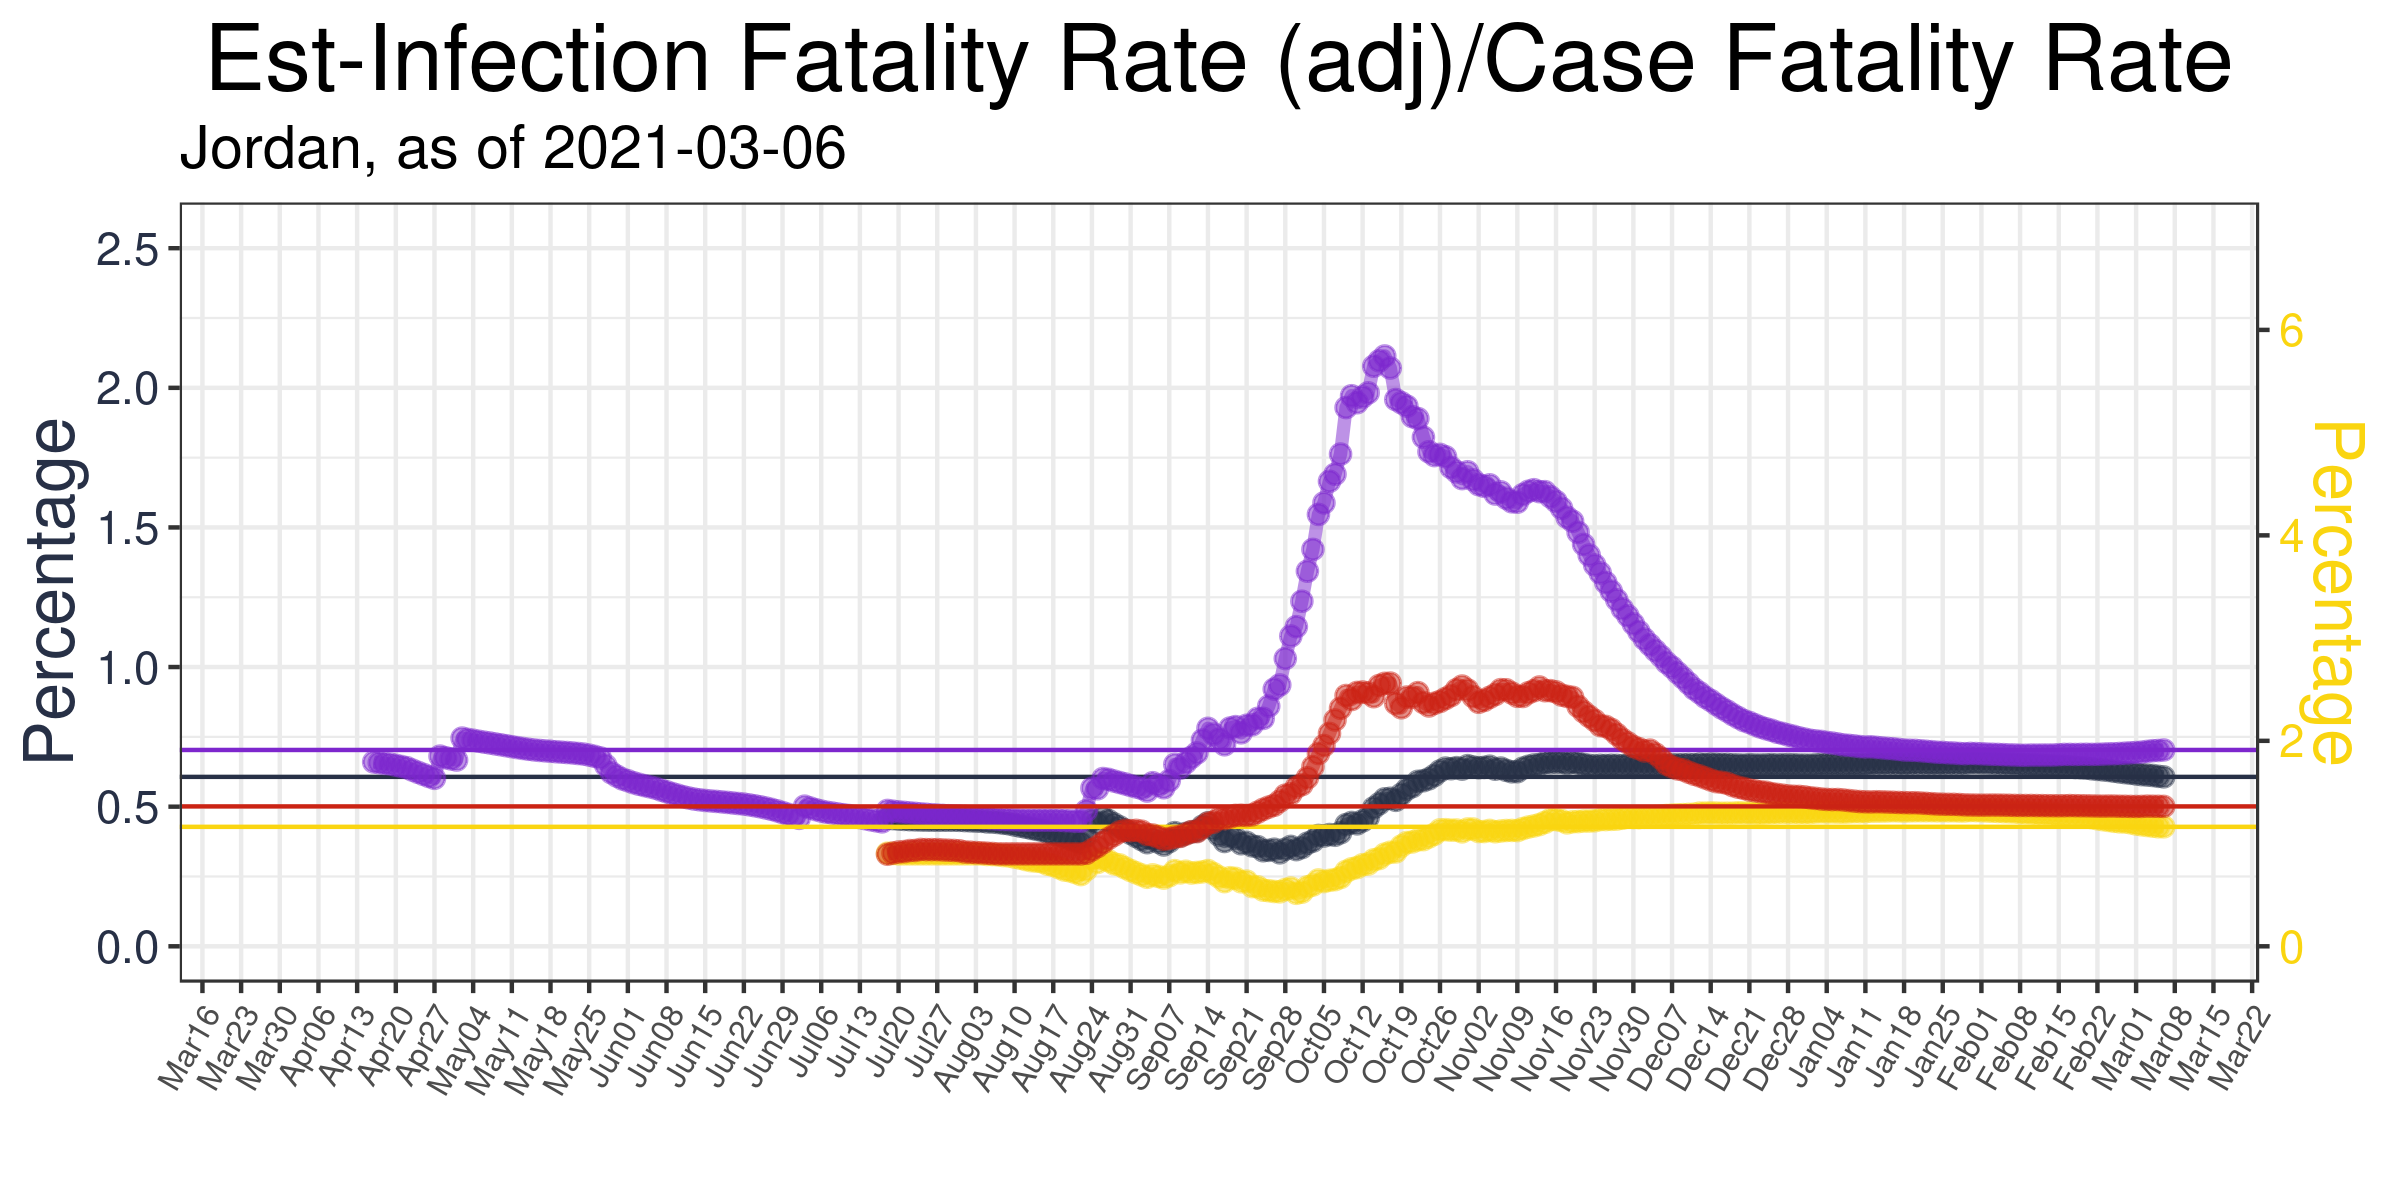 Est-Infection Fatality Rate (adj)/Case Fatality Rate
Jordan, as of 2021-03-06
Percentage
2.5
2.0
1.5
1.0
0.5
0.0
6
4
2
0
Percentage
Mar16
Mar23
Mar30
Apr06
Apr13
Apr20
Apr27
May04
May11
May18
May25
Jun01
Jun08
Jun15
Jun22
Jun29
Jul06
Jul13
Jul20
Jul27
Aug03
Aug10
Aug17
Aug24
Aug31
Sep07
Sep14
Sep21
Sep28
Oct05
Oct12
Oct19
Oct26
Nov02
Nov09
Nov16
Nov23
Nov30
Dec07
Dec14
Dec21
Dec28
Dec04
Jan11
Jan18
Jan25
Jan25
Feb01
Feb08
Feb15
Feb22
Mar01
Mar08
Mar15
Mar22